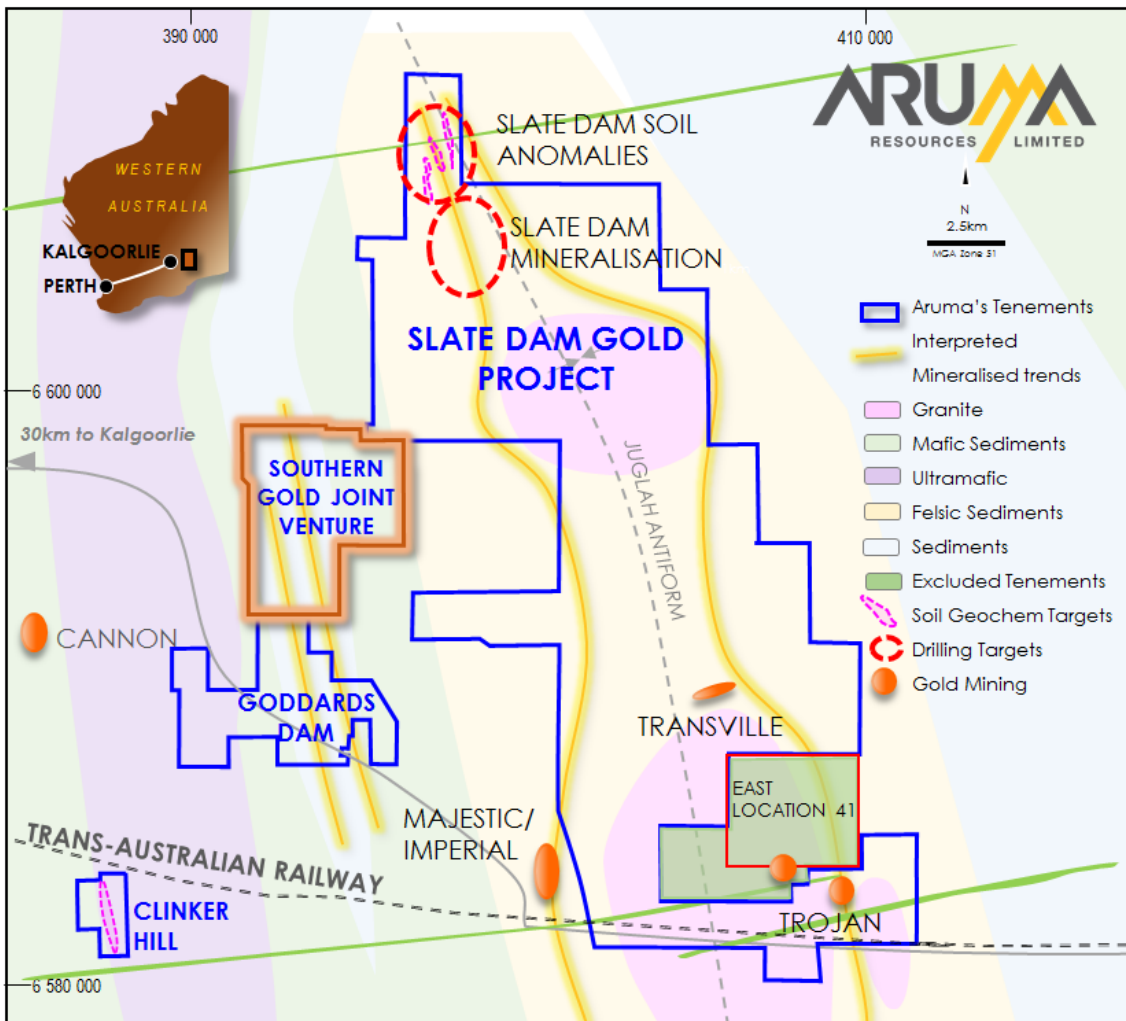 390 000
410 000
ARUMA
RESOURCES LIMITED
N
2.5km
MGA Zone 51
WESTERN
AUSTRALIA
KALGOORLIE
PERTH
SLATE DAM SOIL
ANOMALIES
SLATE DAM
MINERALISATION
SLATE DAM GOLD
PROJECT
Aruma's Tenements
Interpreted
Mineralised trends
Granite
Mafic Sediments
Ultramafic
Felsic Sediments
Sediments
Excluded Tenements
Soil Geochem Targets
Drilling Targets
Gold Mining
6 600 000
30km to Kalgoorlie
SOUTHERN
GOLD JOINT
VENTURE
JUGLAH ANTIFORM
CANNON
GODDARDS
DAM
TRANSVILLE
EAST
LOCATION 41
MAJESTIC/
IMPERIAL
TRANS-AUSTRALIAN RAILWAY
CLINKER
HILL
TROJAN
6 580 000